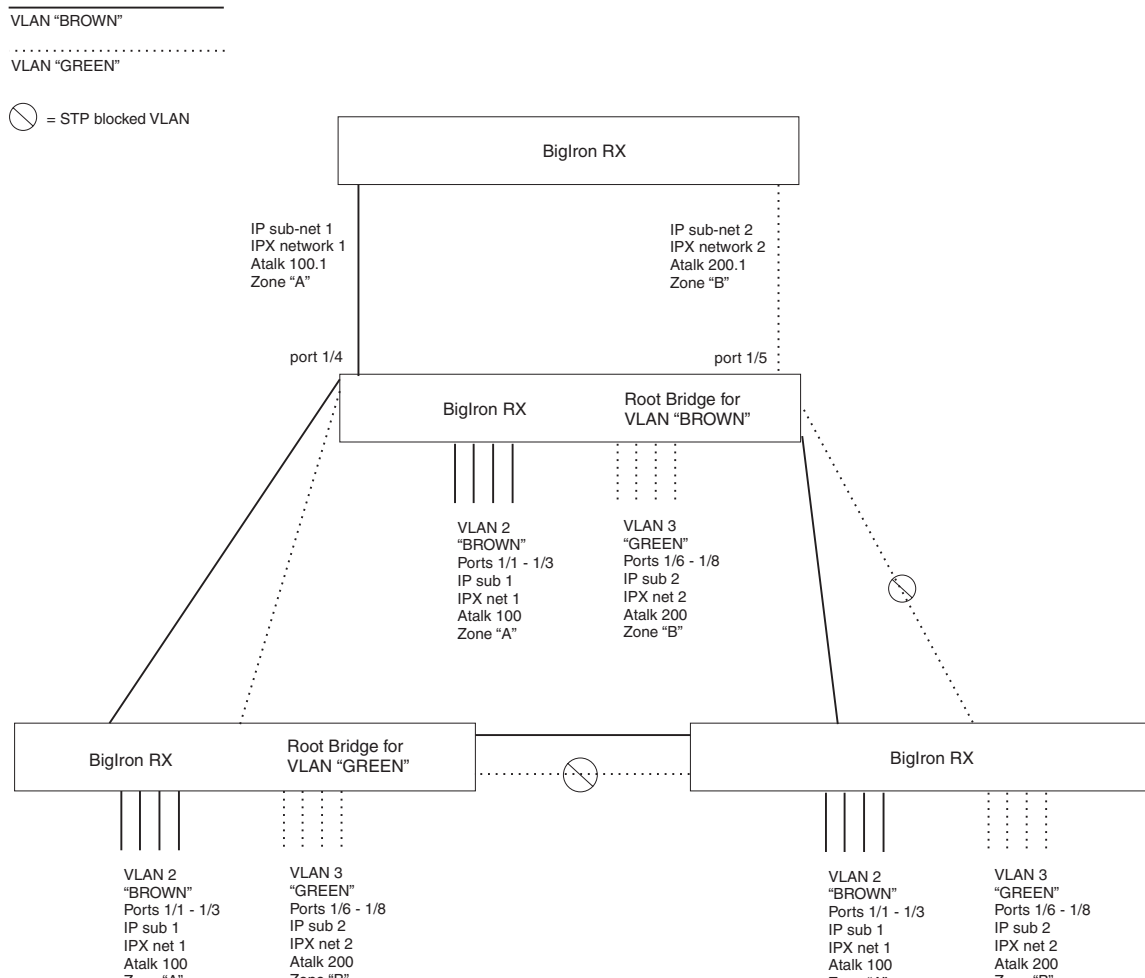 VLAN “BROWN”
VLAN “GREEN”
= STP blocked VLAN
BigIron RX
IP sub-net 1
IPX network 1
Atalk 100.1
Zone “A”
IP sub-net 2
IPX network 2
Atalk 200.1
Zone “B”
port 1/4
port 1/5
BigIron RX
Root Bridge for
VLAN “BROWN”
VLAN 2
“BROWN”
Ports 1/1 - 1/3
IP sub 1
IPX net 1
Atalk 100
Zone “A”
VLAN 3
“GREEN”
Ports 1/6 - 1/8
IP sub 2
IPX net 2
Atalk 200
Zone “B”
BigIron RX
Root Bridge for
VLAN “GREEN”
BigIron RX
VLAN 2
“BROWN”
Ports 1/1 - 1/3
IP sub 1
IPX net 1
Atalk 100
Zone “A”
VLAN 3
“GREEN”
Ports 1/6 - 1/8
IP sub 2
IPX net 2
Atalk 200
Zone “B”
VLAN 2
“BROWN”
Ports 1/1 - 1/3
IP sub 1
IPX net 1
Atalk 100
Zone “A”
VLAN 3
“GREEN”
Ports 1/6 - 1/8
IP sub 2
IPX net 2
Atalk 200
Zone “B”